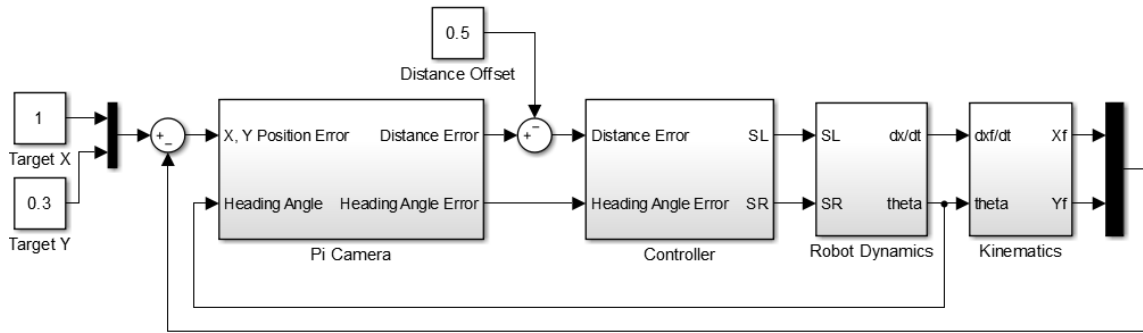 0.5
Distance Offset
1
Target X
0.3
Target Y
+
−
X, Y Position Error
Distance Error
Heading Angle
Heading Angle Error
Pi Camera
−
+
Distance Error
SL
Heading Angle Error
SR
Controller
SL
dx/dt
SR
theta
Robot Dynamics
dxf/dt
Xf
theta
Yf
Kinematics